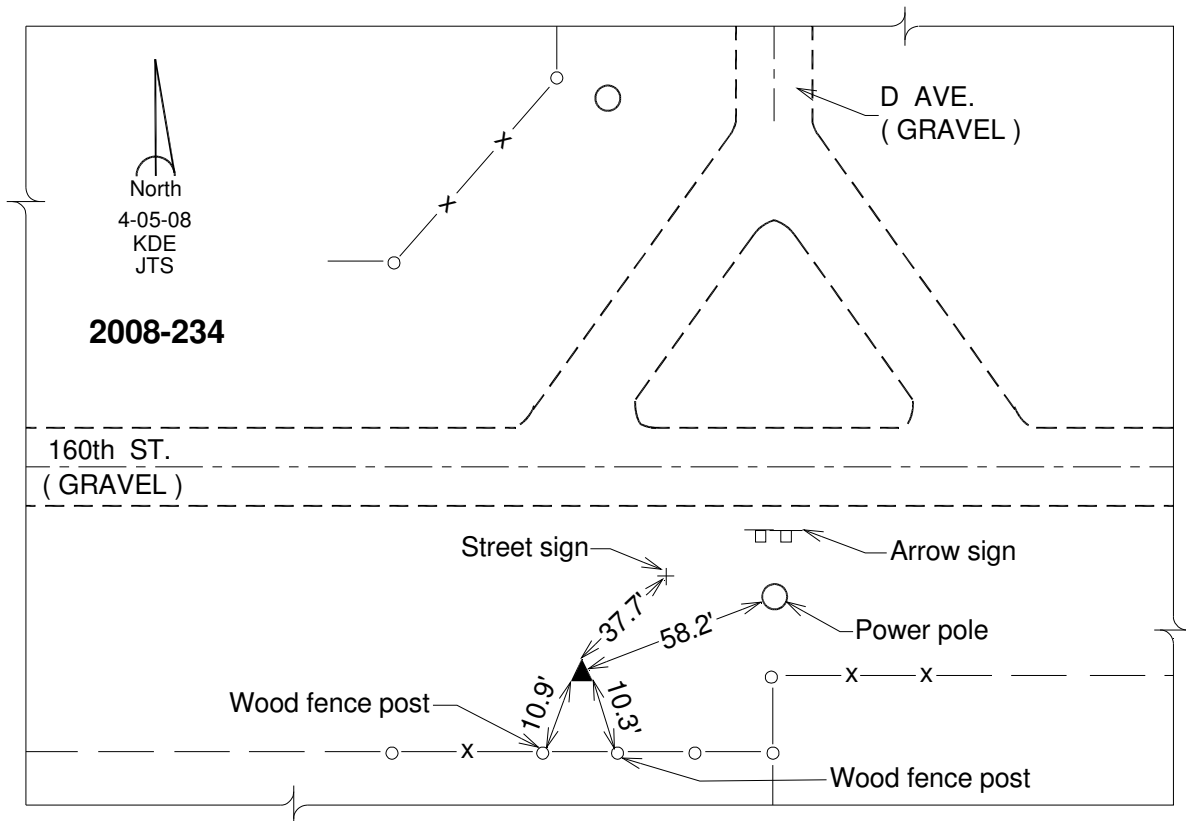 D AVE.
( GRAVEL )
North
4-05-08
KDE
JTS
2008-234
160th ST.
( GRAVEL )
Street sign
Arrow sign
37.7'
58.2'
Power pole
x x
Wood fence post
10.9'
10.3'
x
Wood fence post
x
x